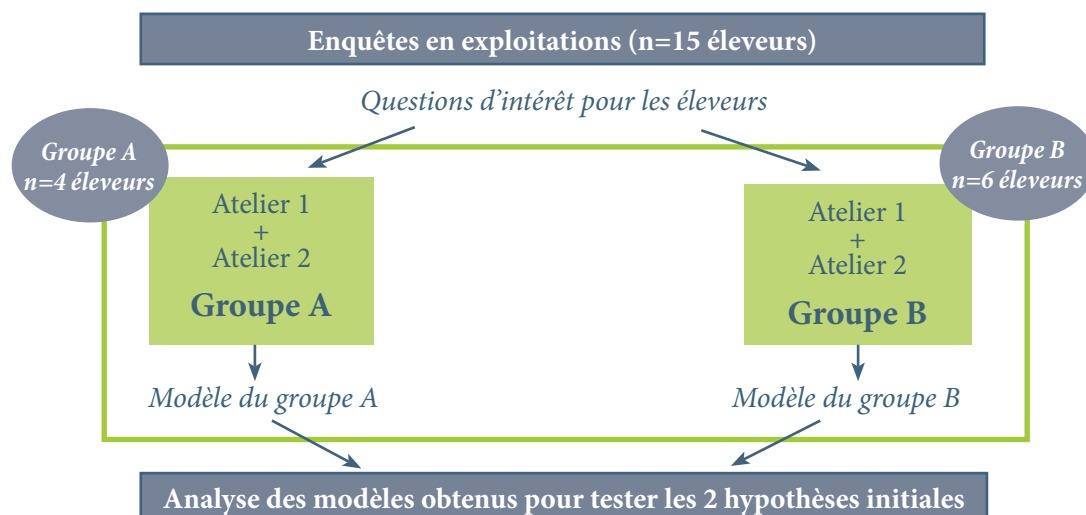 Enquêtes en exploitations (n=15 éleveurs)
Questions d'intérêt pour les éleveurs
Groupe A
n=4 éleveurs
Groupe B
n=6 éleveurs
Atelier 1
+
Atelier 2
Groupe A
Atelier 1
+
Atelier 2
Groupe B
Modèle du groupe A
Modèle du groupe B
Analyse des modèles obtenus pour tester les 2 hypothèses initiales